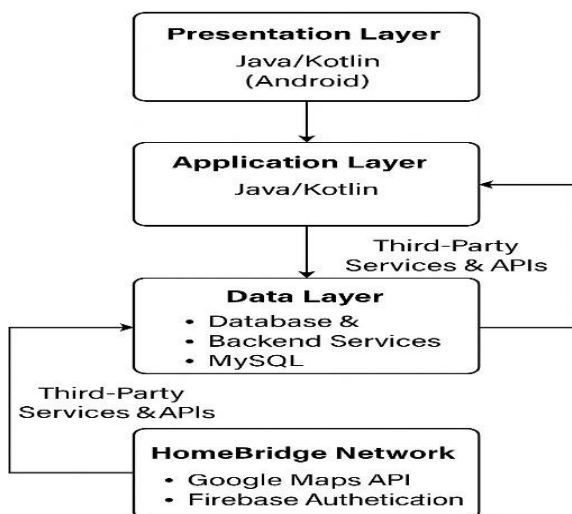 Presentation Layer
Java/Kotlin
(Android)
Application Layer
Java/Kotlin
Third-Party
Services & APIs
Data Layer
• Database &
• Backend Services
• MySQL
Third-Party
Services & APIs
HomeBridge Network
• Google Maps API
• Firebase Authetication